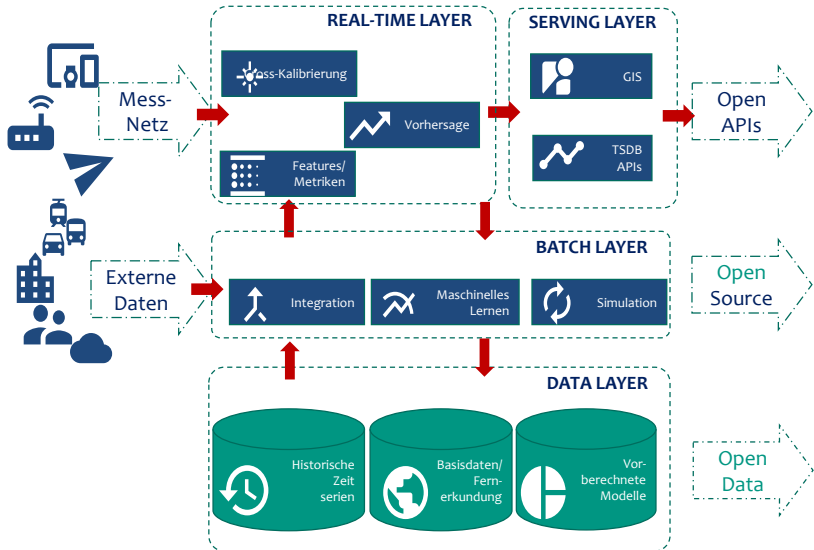 REAL-TIME LAYER
SERVING LAYER
oss-Kalibrierung
GIS
Mess-
Netz
Open
APIs
Vorhersage
TSDB
APIs
Features/
Metriken
BATCH LAYER
Externe
Daten
Integration
Maschinelles
Lernen
Simulation
Open
Source
DATA LAYER
Historische
Zeit
serien
Basisdaten/
Fern-
erkundung
Vor-
berechnete
Modelle
Open
Data